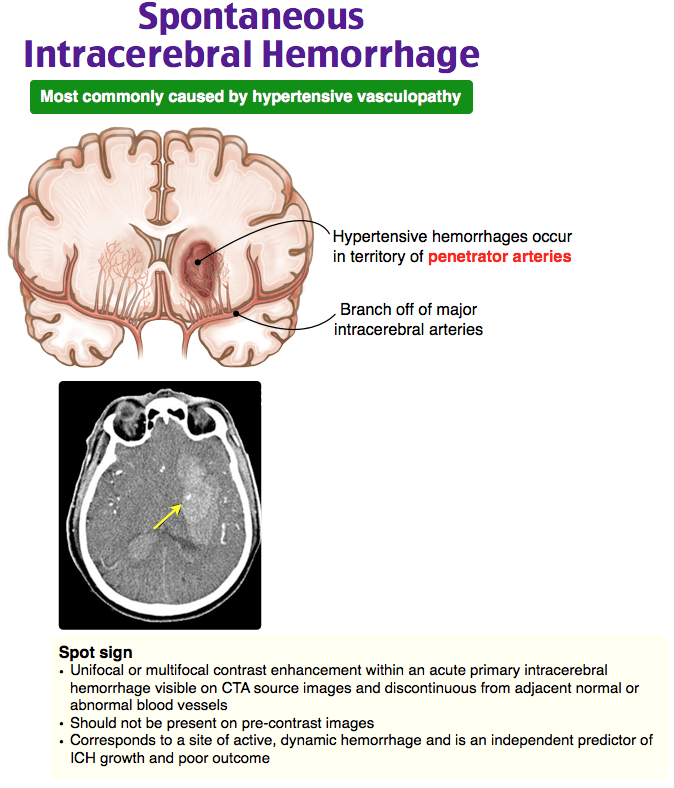 Spontaneous
Intracerebral Hemorrhage
Most commonly caused by hypertensive vasculopathy
Hypertensive hemorrhages occur
in territory of penetrator arteries
Branch off of major
intracerebral arteries
Spot sign
• Unifocal or multifocal contrast enhancement within an acute primary intracerebral
hemorrhage visible on CTA source images and discontinuous from adjacent normal or
abnormal blood vessels
• Should not be present on pre-contrast images
• Corresponds to a site of active, dynamic hemorrhage and is an independent predictor of
ICH growth and poor outcome